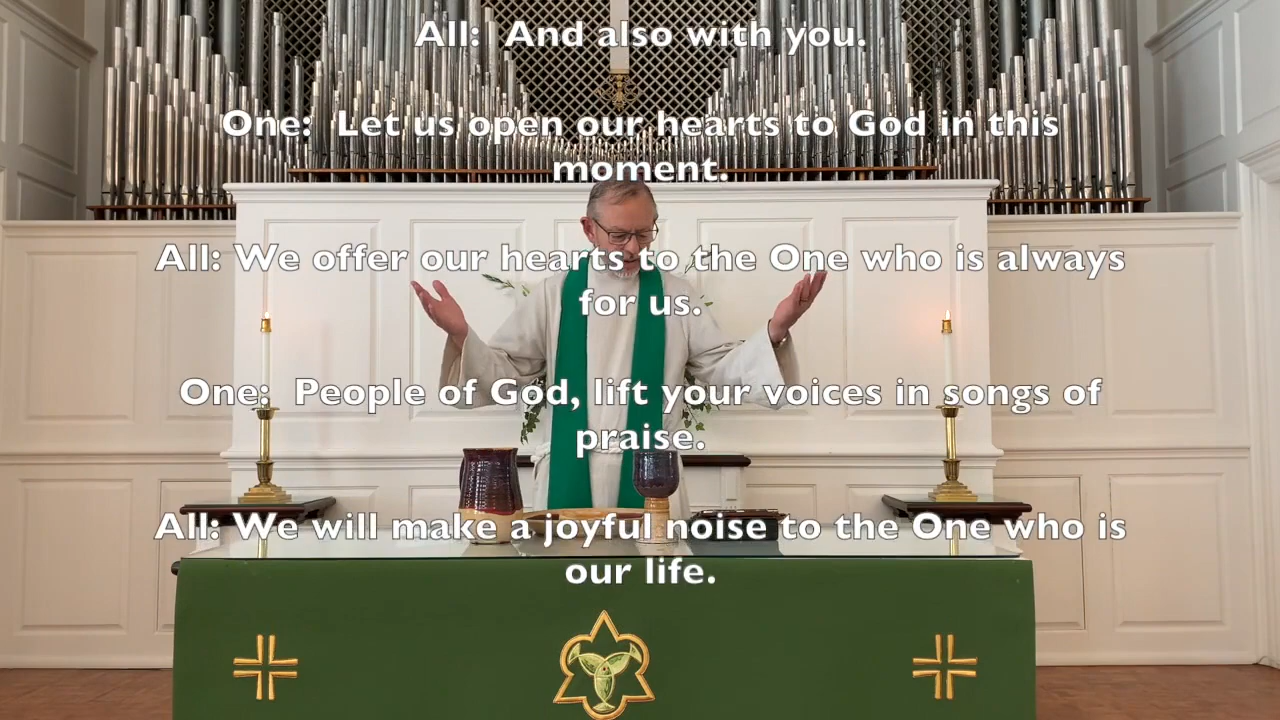 All:  And also with you.
One:  Let us open our hearts to God in this
moment.
All: We offer our hearts to the One who is always
for us.
One:  People of God, lift your voices in songs of
praise.
All: We will make a joyful noise to the One who is
our life.